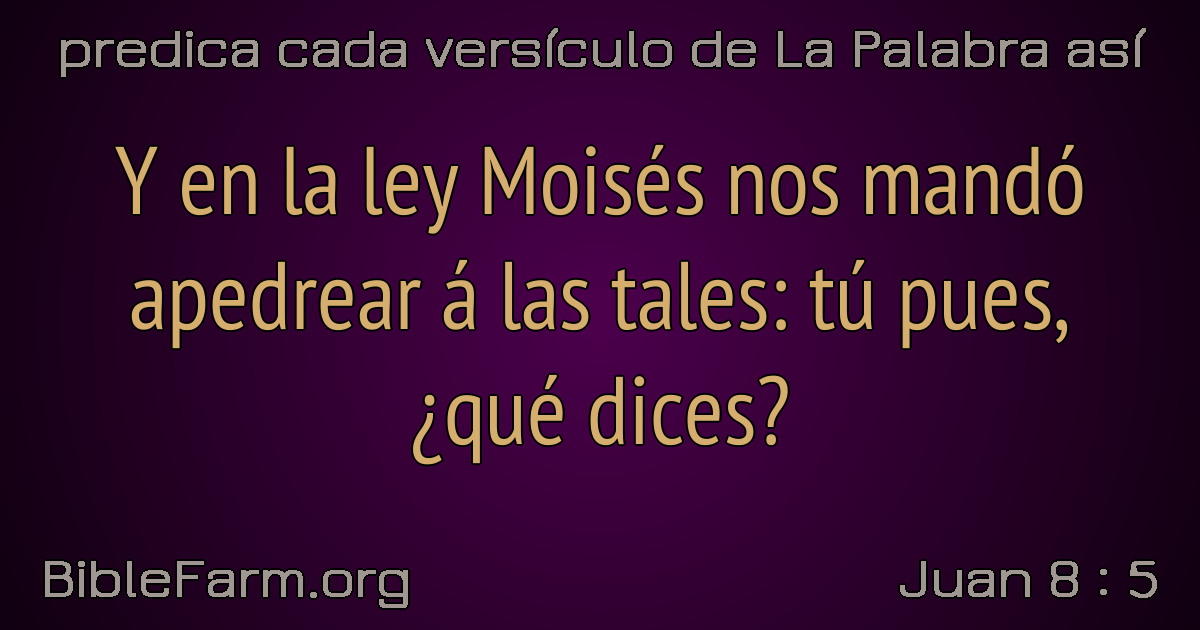 predica cada versículo de La Palabra así
Y en la ley Moisés nos mandó
apedrear á las tales: tú pues,
¿qué dices?
BibleFarm.org
Juan 8 : 5